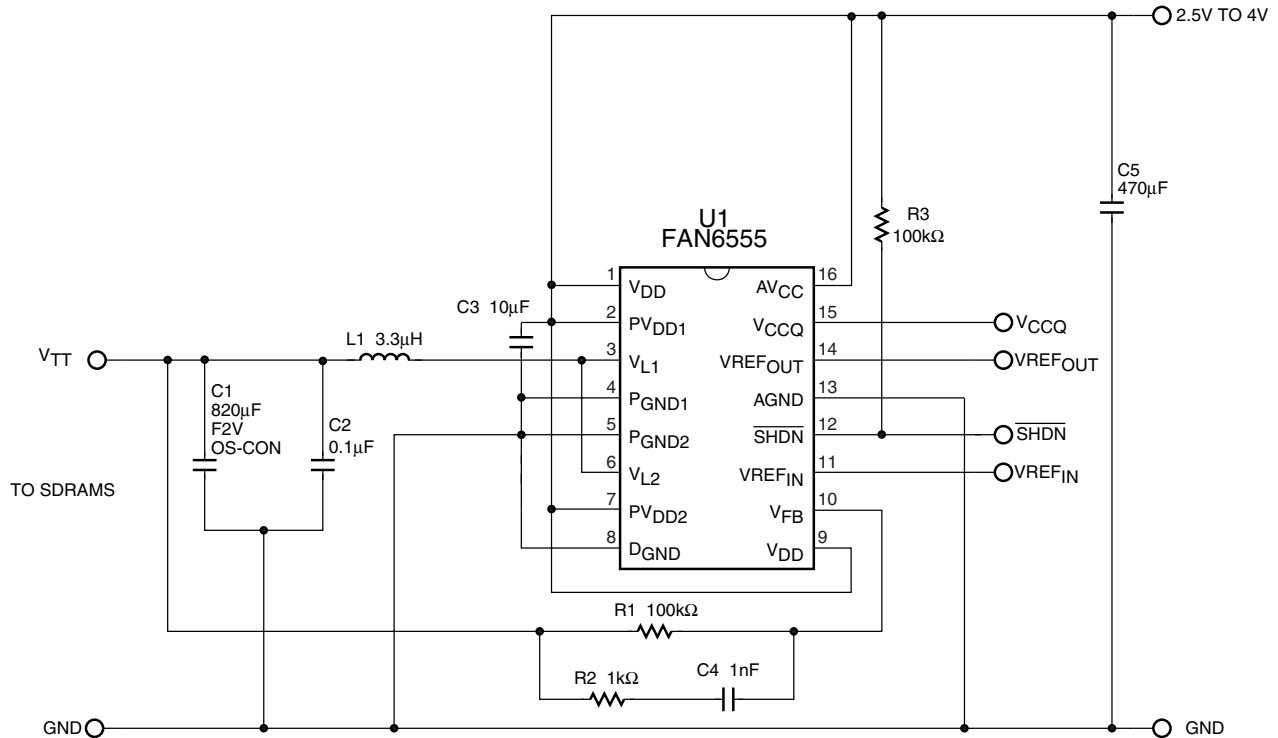 2.5V TO 4V
C5
470µF
R3
100kΩ
U1
FAN6555
1
VDD
AVCC
16
C3 10µF
2
PVDD1
VCCQ
15
VCCQ
L1 3.3µH
VTT
3
VL1
VREFOUT
14
VREFOUT
C1
820µF
F2V
OS-CON
C2
0.1µF
4
PGND1
AGND
13
5
PGND2
SHDN
12
SHDN
6
VL2
VREFIN
11
VREFIN
TO SDRAMS
7
PVDD2
VFB
10
8
DGND
VDD
9
R1 100kΩ
R2 1kΩ
C4 1nF
GND
GND